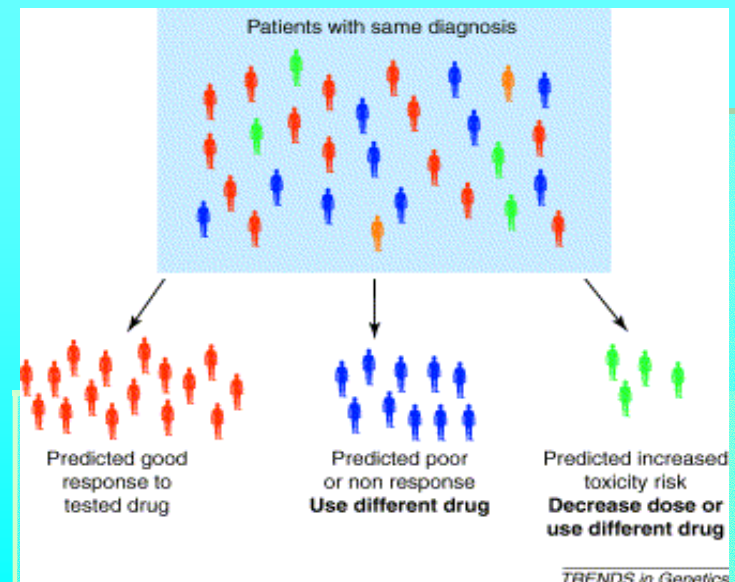 Patients with same diagnosis
Predicted good
response to
tested drug
Predicted poor
or non response
Use different drug
Predicted increased
toxicity risk
Decrease dose or
use different drug
TRENDS in Genetics